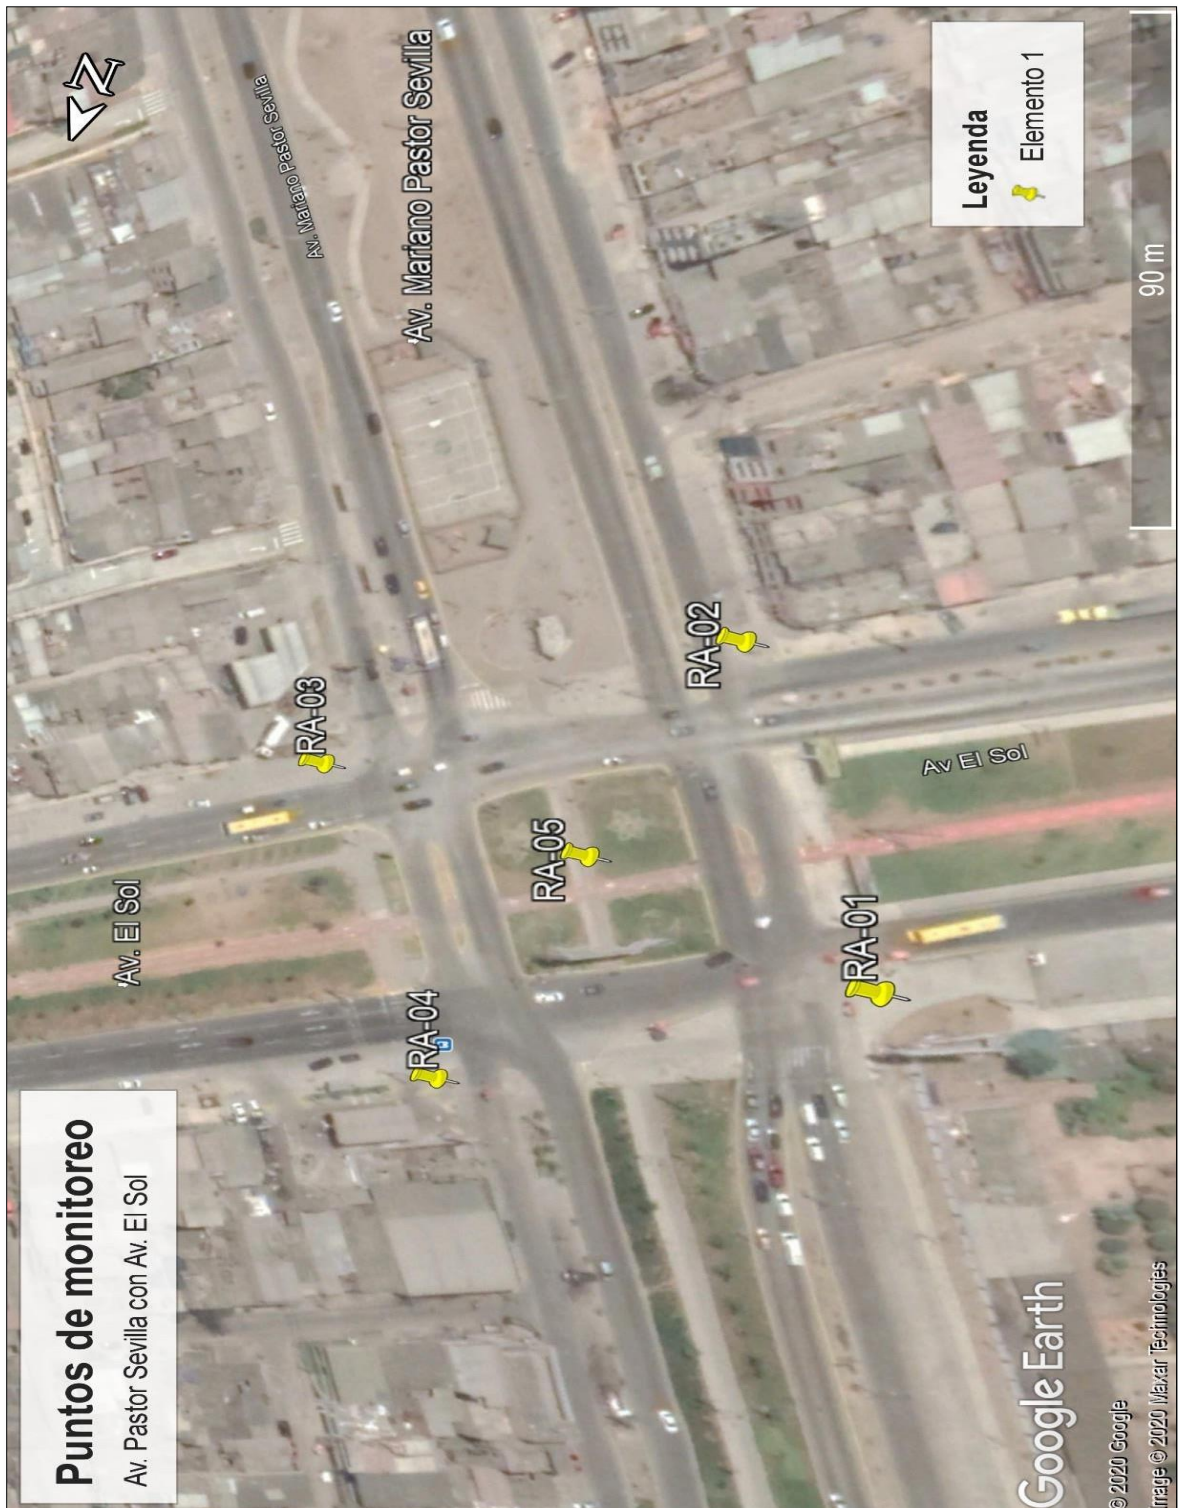 Puntos de monitoreo
Av. Pastor Sevilla con Av. El Sol
N
Av. Mariano Pastor Sevilla
Av. Mariano Pastor Sevilla
Leyenda
Elemento 1
RA-03
RA-02
Av. El Sol
RA-05
Av El Sol
RA-04
RA-01
Google Earth
© 2020 Google
Image © 2020 Maxar Technologies
90 m